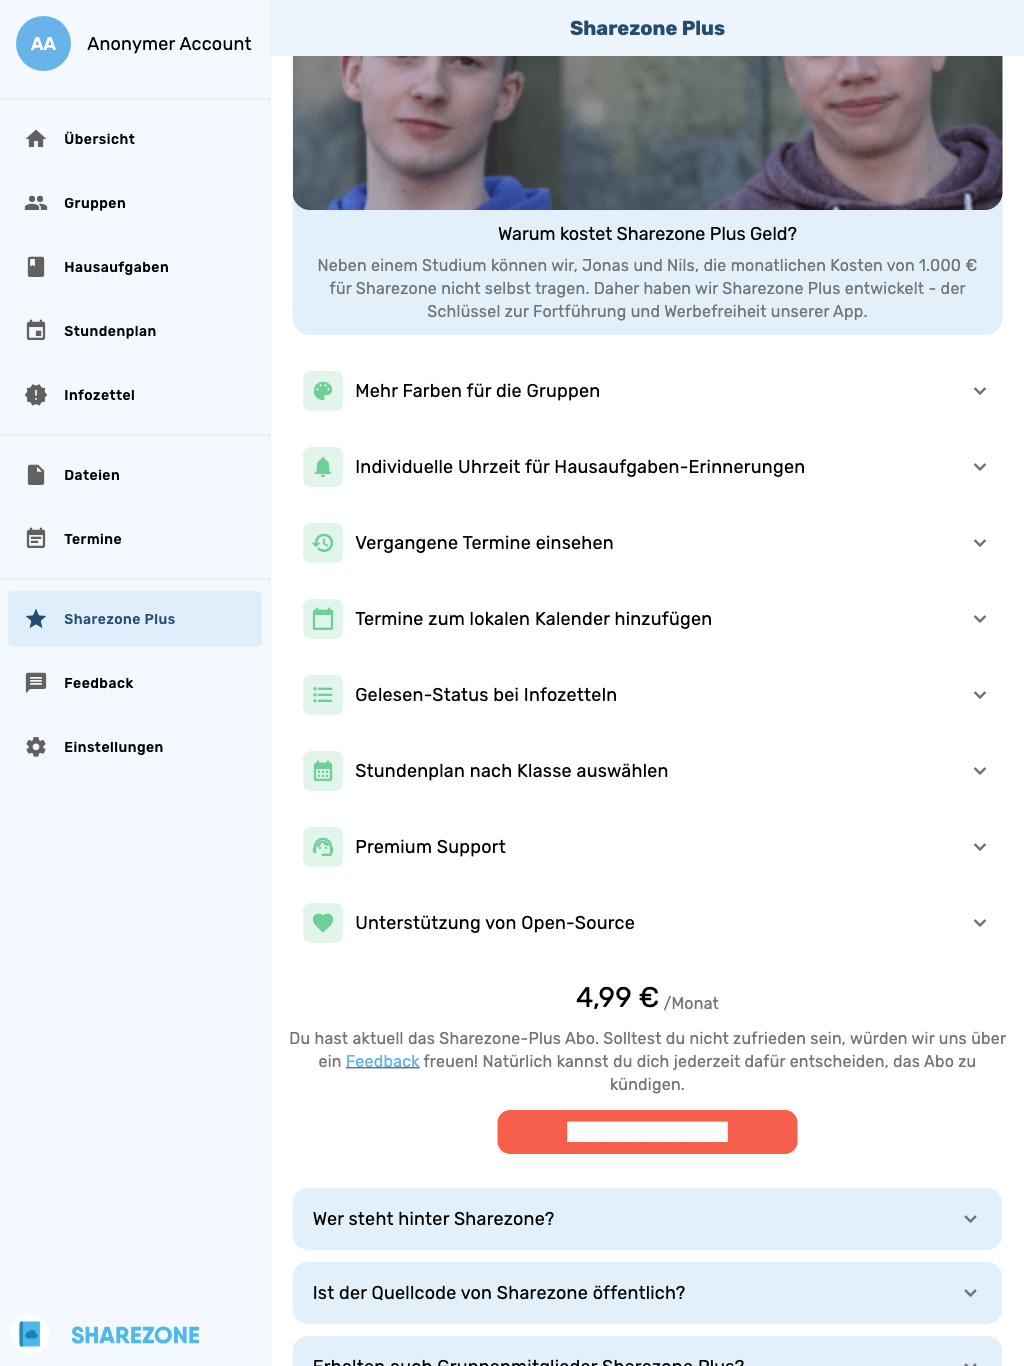 AA
Anonymer Account
Übersicht
Gruppen
Hausaufgaben
Stundenplan
Infozettel
Dateien
Termine
Sharezone Plus
Feedback
Einstellungen
SHAREZONE
Sharezone Plus
Warum kostet Sharezone Plus Geld?
Neben einem Studium können wir, Jonas und Nils, die monatlichen Kosten von 1.000 €
für Sharezone nicht selbst tragen. Daher haben wir Sharezone Plus entwickelt - der
Schlüssel zur Fortführung und Werbefreiheit unserer App.
Mehr Farben für die Gruppen
Individuelle Uhrzeit für Hausaufgaben-Erinnerungen
Vergangene Termine einsehen
Termine zum lokalen Kalender hinzufügen
Gelesen-Status bei Infozetteln
Stundenplan nach Klasse auswählen
Premium Support
Unterstützung von Open-Source
4,99 € /Monat
Du hast aktuell das Sharezone-Plus Abo. Solltest du nicht zufrieden sein, würden wir uns über
ein Feedback freuen! Natürlich kannst du dich jederzeit dafür entscheiden, das Abo zu
kündigen.
Wer steht hinter Sharezone?
Ist der Quellcode von Sharezone öffentlich?
Erhalten auch Gruppenmitglieder Sharezone Plus?